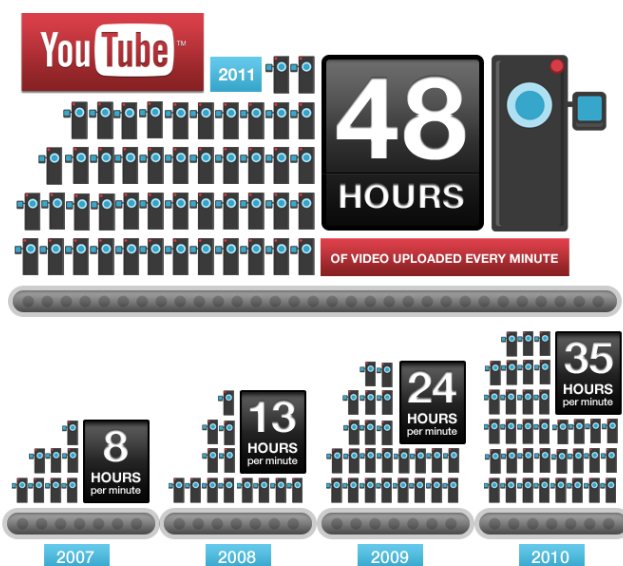 YouTube™
2011
48
HOURS
OF VIDEO UPLOADED EVERY MINUTE
8
HOURS
per minute
2007
13
HOURS
per minute
2008
24
HOURS
per minute
2009
35
HOURS
per minute
2010